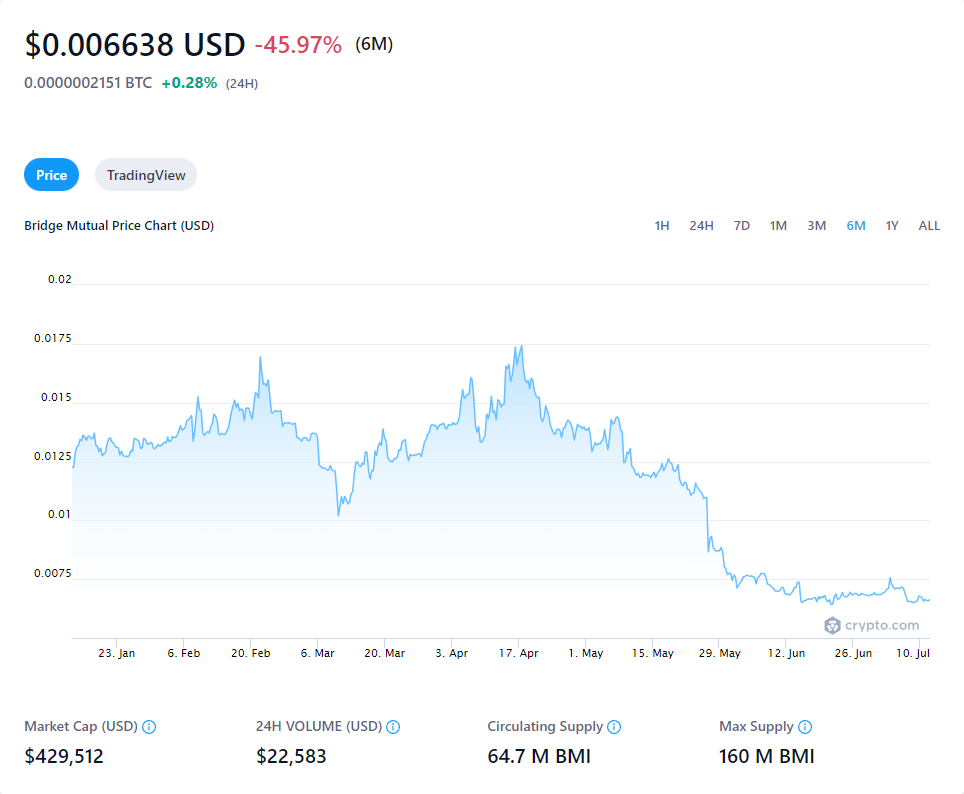 $0.006638 USD -45.97% (6M)
0.0000002151 BTC +0.28% (24H)
Price TradingView
Bridge Mutual Price Chart (USD) 1H 24H 7D 1M 3M 6M 1Y ALL
0.02
0.0175
0.015
0.0125
0.01
0.0075
crypto.com
23. Jan 6. Feb 20. Feb 6. Mar 20. Mar 3. Apr 17. Apr 1. May 15. May 29. May 12. Jun 26. Jun 10. Jul
Market Cap (USD) 24H VOLUME (USD) Circulating Supply Max Supply
$429,512 $22,583 64.7 M BMI 160 M BMI